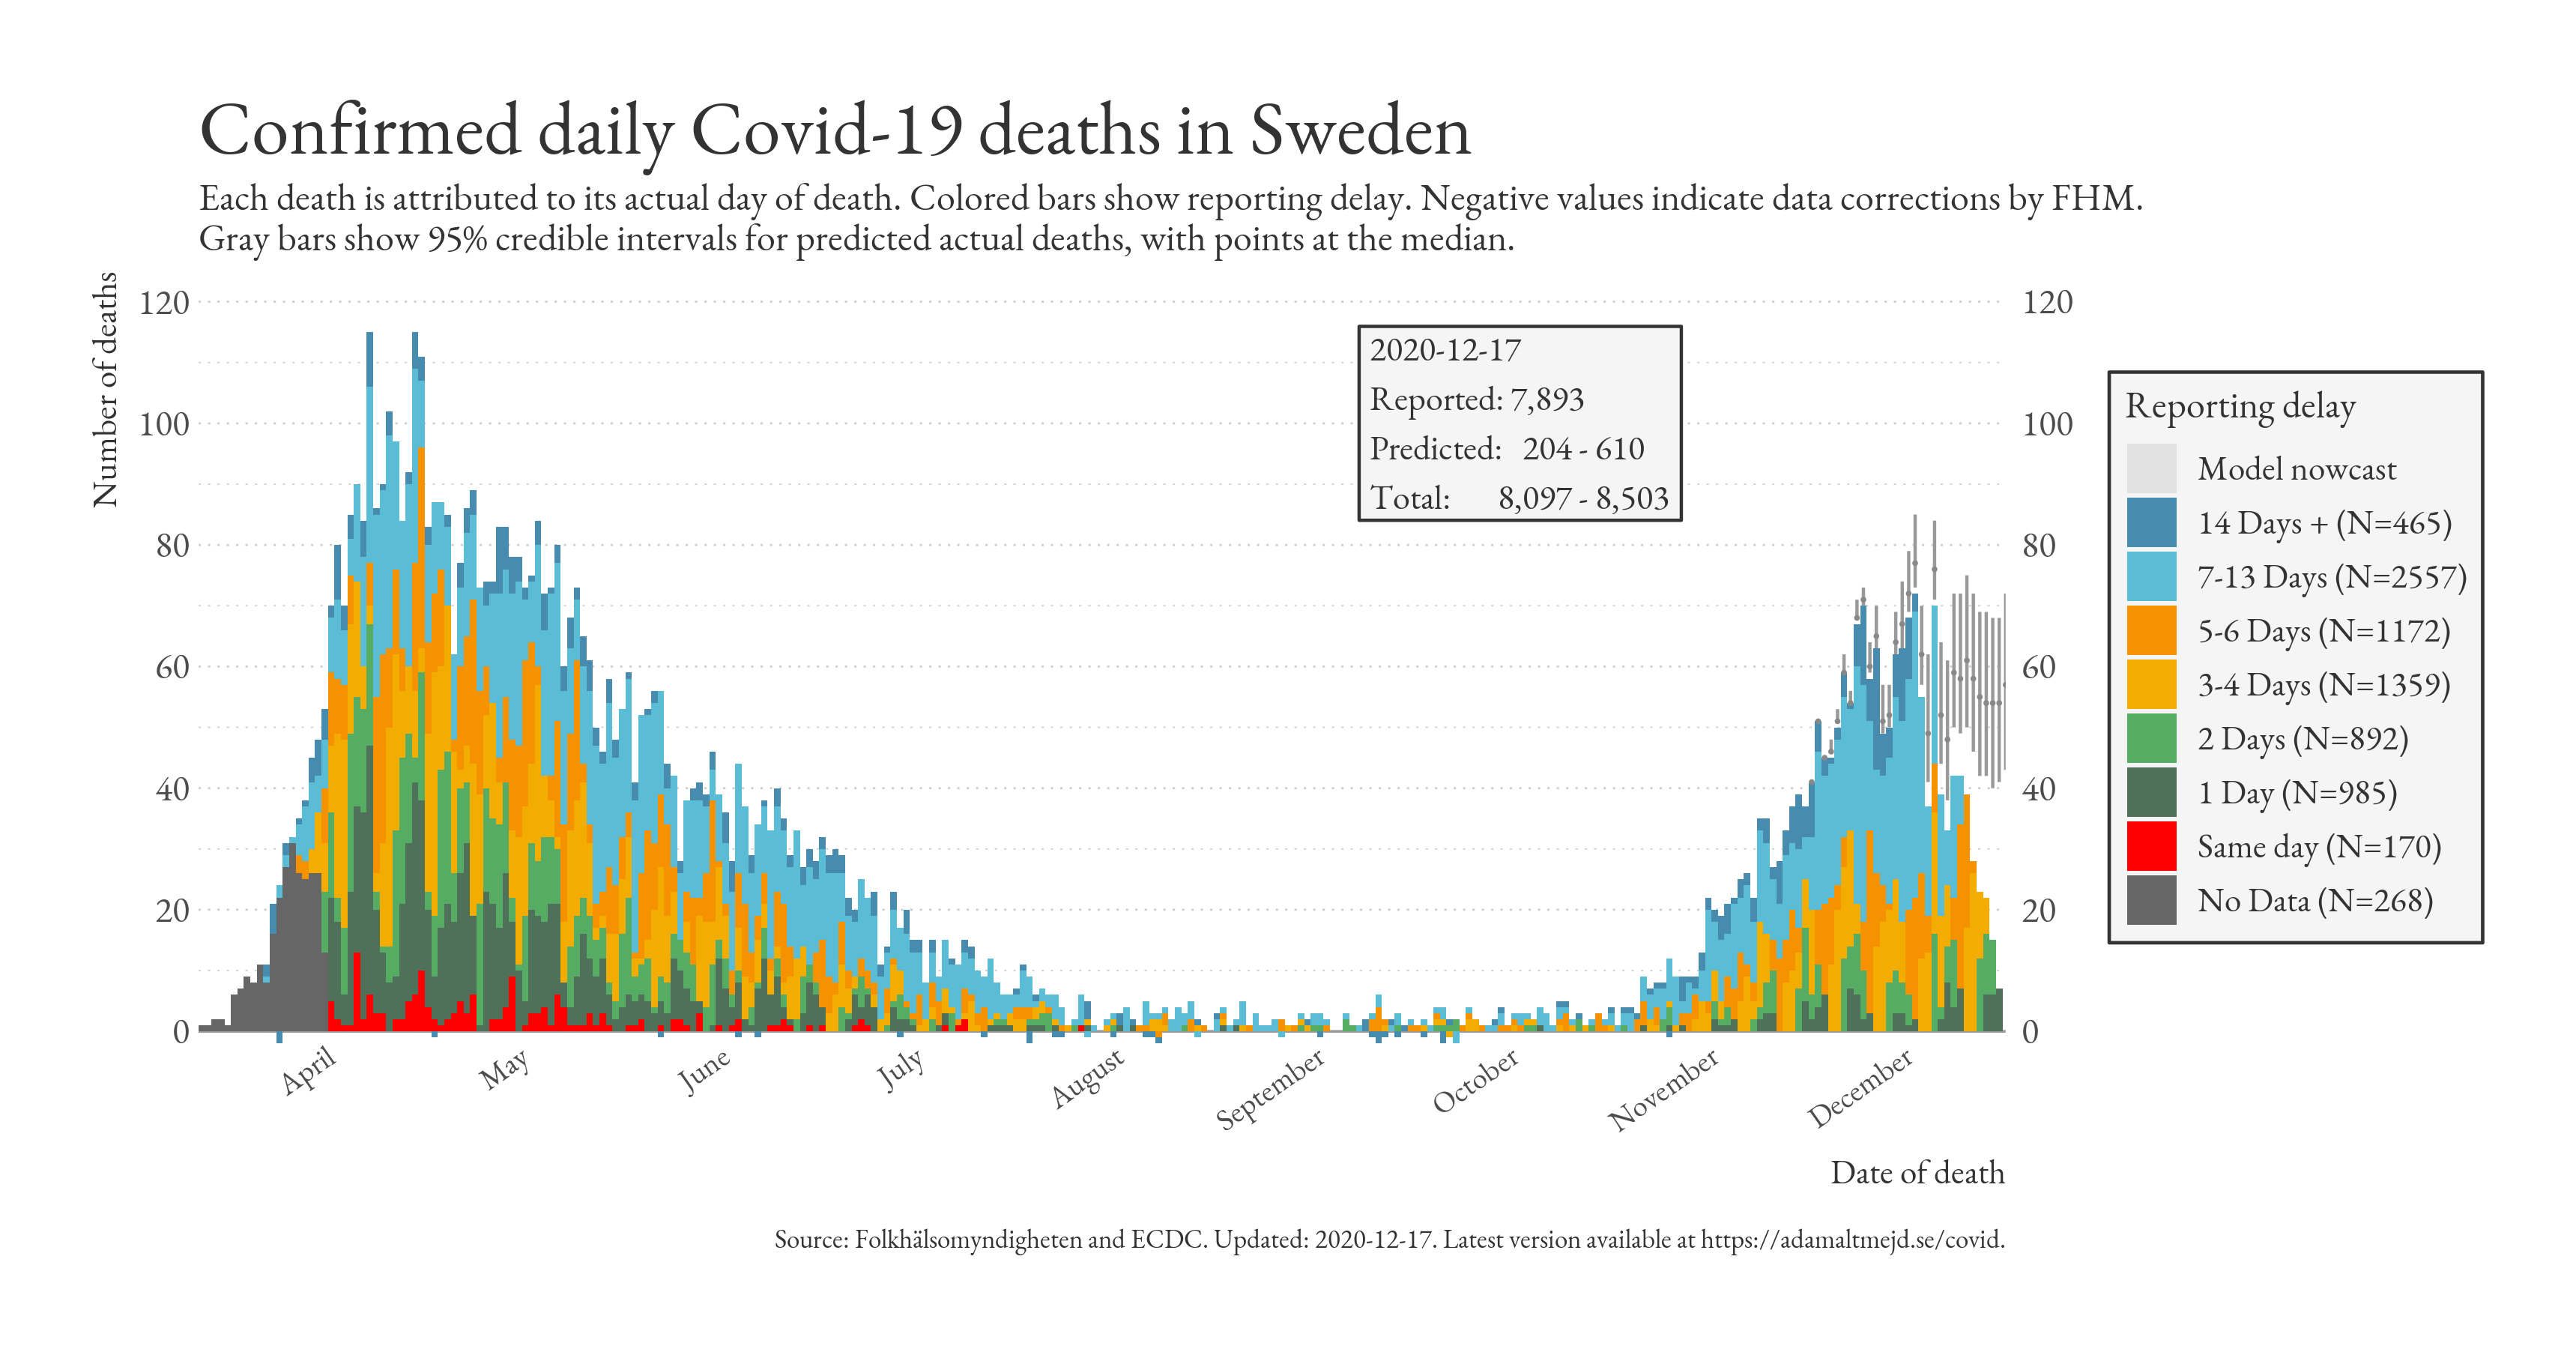 Confirmed daily Covid-19 deaths in Sweden
Each death is attributed to its actual day of death. Colored bars show reporting delay. Negative values indicate data corrections by FHM.
Gray bars show 95% credible intervals for predicted actual deaths, with points at the median.
Number of deaths
120
100
80
60
40
20
0
120
100
80
60
40
20
0
2020-12-17
Reported: 7,893
Predicted: 204 - 610
Total: 8,097 - 8,503
Reporting delay
Model nowcast
14 Days + (N=465)
7-13 Days (N=2557)
5-6 Days (N=1172)
3-4 Days (N=1359)
2 Days (N=892)
1 Day (N=985)
Same day (N=170)
No Data (N=268)
April
May
June
July
August
September
October
November
December
Date of death
Source: Folkhälsomyndigheten and ECDC. Updated: 2020-12-17. Latest version available at https://adamaltmejd.se/covid.